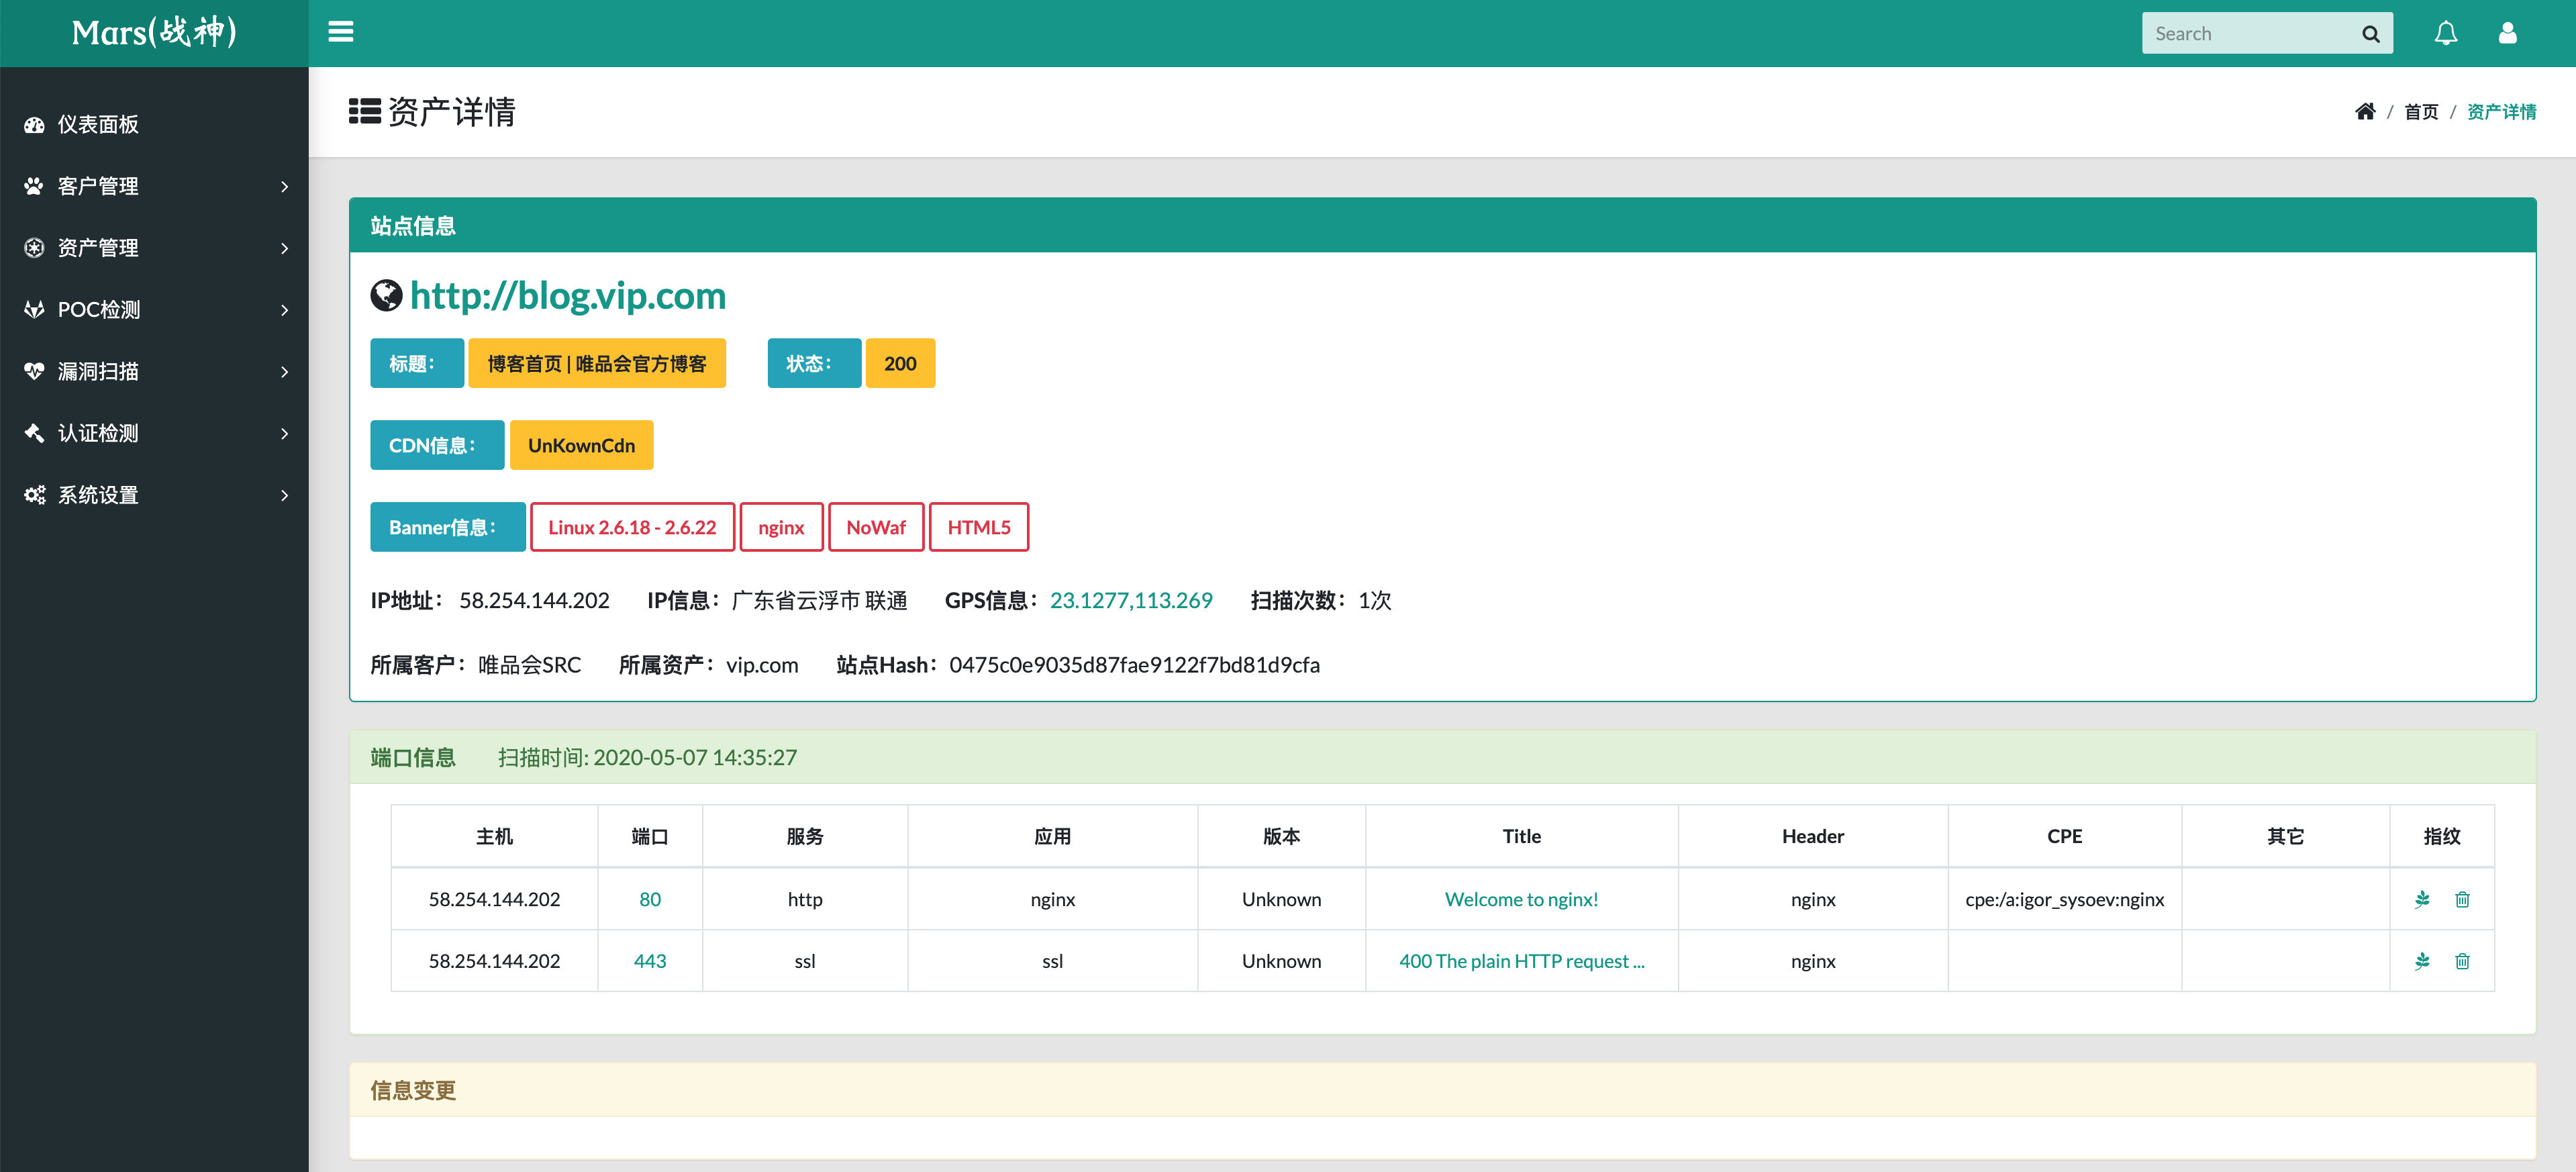 Mars(战神)
Search
仪表面板
客户管理
资产管理
POC检测
漏洞扫描
认证检测
系统设置
资产详情
/ 首页 / 资产详情
站点信息
http://blog.vip.com
标题： 博客首页 | 唯品会官方博客 状态： 200
CDN信息： UnKownCdn
Banner信息： Linux 2.6.18 - 2.6.22 nginx NoWaf HTML5
IP地址： 58.254.144.202 IP信息：广东省云浮市 联通 GPS信息：23.1277,113.269 扫描次数：1次
所属客户：唯品会SRC 所属资产：vip.com 站点Hash：0475c0e9035d87fae9122f7bd81d9cfa
端口信息 扫描时间: 2020-05-07 14:35:27
主机 端口 服务 应用 版本 Title Header CPE 其它 指纹
58.254.144.202 80 http nginx Unknown Welcome to nginx! nginx cpe:/a:igor_sysoev:nginx
58.254.144.202 443 ssl ssl Unknown 400 The plain HTTP request ... nginx
信息变更